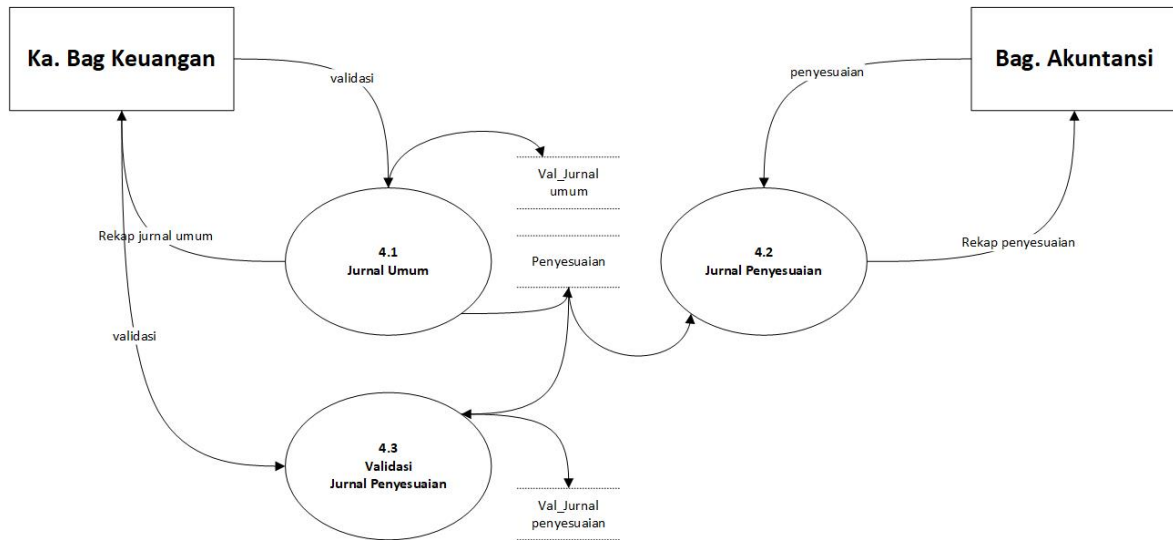 Ka. Bag Keuangan
Bag. Akuntansi
validasi
penyesuaian
Val_Jurnal
umum
Rekap jurnal umum
4.1
Jurnal Umum
Penyesuaian
4.2
Jurnal Penyesuaian
Rekap penyesuaian
validasi
4.3
Validasi
Jurnal Penyesuaian
Val_Jurnal
penyesuaian